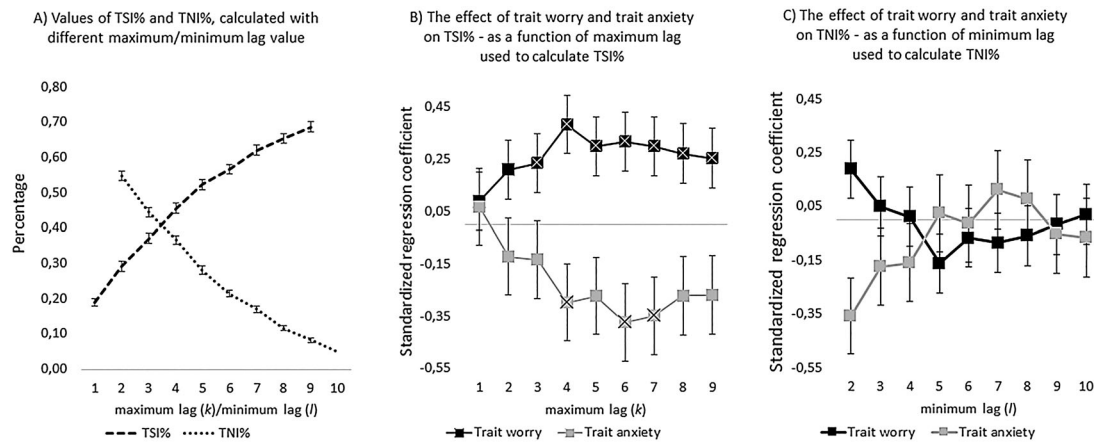 A) Values of TSI% and TNI%, calculated with
different maximum/minimum lag value
0,80
0,70
0,60
0,50
0,40
0,30
0,20
0,10
0,00
Percentage
1 2 3 4 5 6 7 8 9 10
maximum lag (k)/minimum lag (l)
TSI% TNI%
B) The effect of trait worry and trait anxiety
on TSI% - as a function of maximum lag
used to calculate TSI%
0,45
0,25
0,05
-0,15
-0,35
-0,55
Standardized regression coefficient
1 2 3 4 5 6 7 8 9
maximum lag (k)
Trait worry Trait anxiety
C) The effect of trait worry and trait anxiety
on TNI% - as a function of minimum lag
used to calculate TNI%
0,45
0,25
0,05
-0,15
-0,35
-0,55
Standardized regression coefficient
2 3 4 5 6 7 8 9 10
minimum lag (l)
Trait worry Trait anxiety